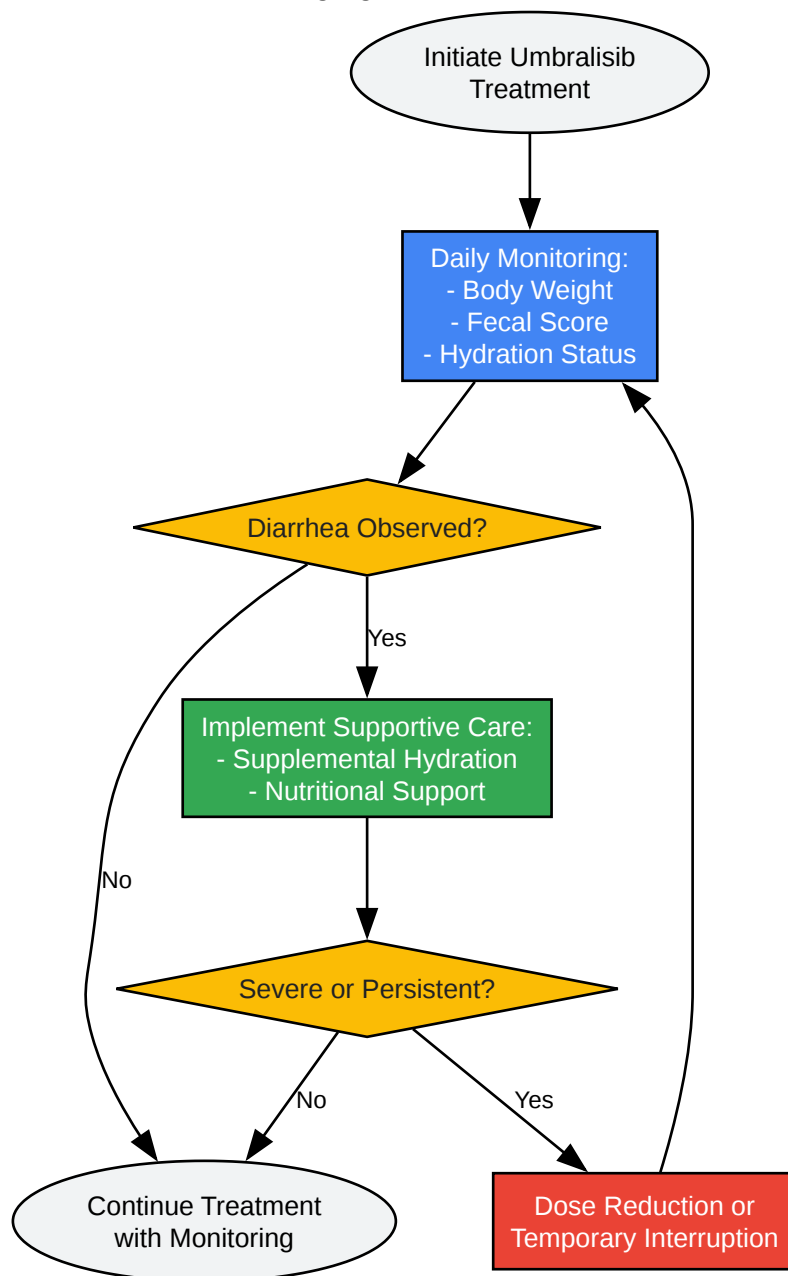 Initiate Umbralisib
Treatment
Daily Monitoring:
- Body Weight
- Fecal Score
- Hydration Status
Diarrhea Observed?
Yes
Implement Supportive Care:
- Supplemental Hydration
- Nutritional Support
No
Severe or Persistent?
No
Yes
Continue Treatment
with Monitoring
Dose Reduction or
Temporary Interruption